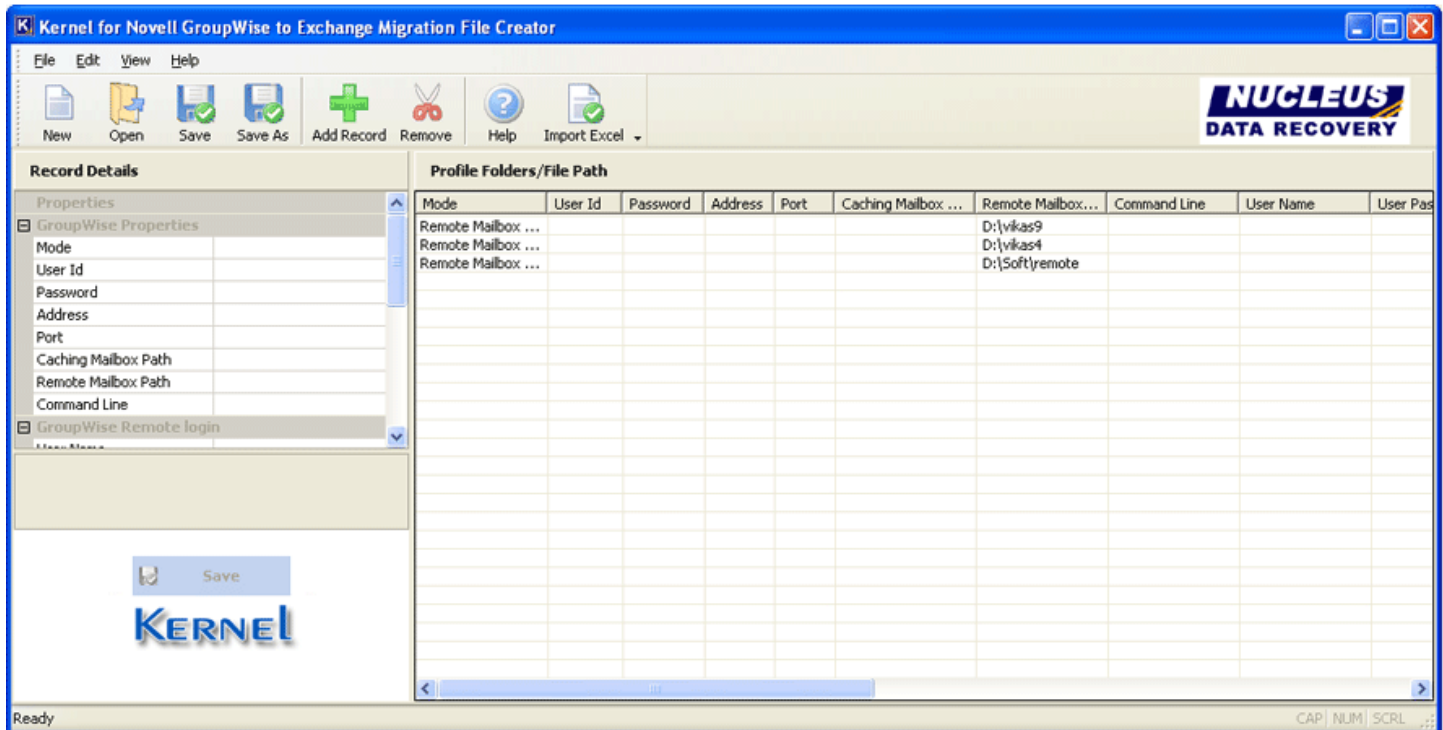 Kernel for Novell GroupWise to Exchange Migration File Creator
File Edit View Help
New Open Save Save As Add Record Remove Help Import Excel
NUCLEUS
DATA RECOVERY
Record Details
Profile Folders/File Path
Properties
GroupWise Properties
Mode
User Id
Password
Address
Port
Caching Mailbox Path
Remote Mailbox Path
Command Line
GroupWise Remote login
User Name
Save
KERNEL
Mode User Id Password Address Port Caching Mailbox ... Remote Mailbox... Command Line User Name User Pas
Remote Mailbox ... D:\vikas9
Remote Mailbox ... D:\vikas4
Remote Mailbox ... D:\Soft\remote
Ready
CAP NUM SCRL